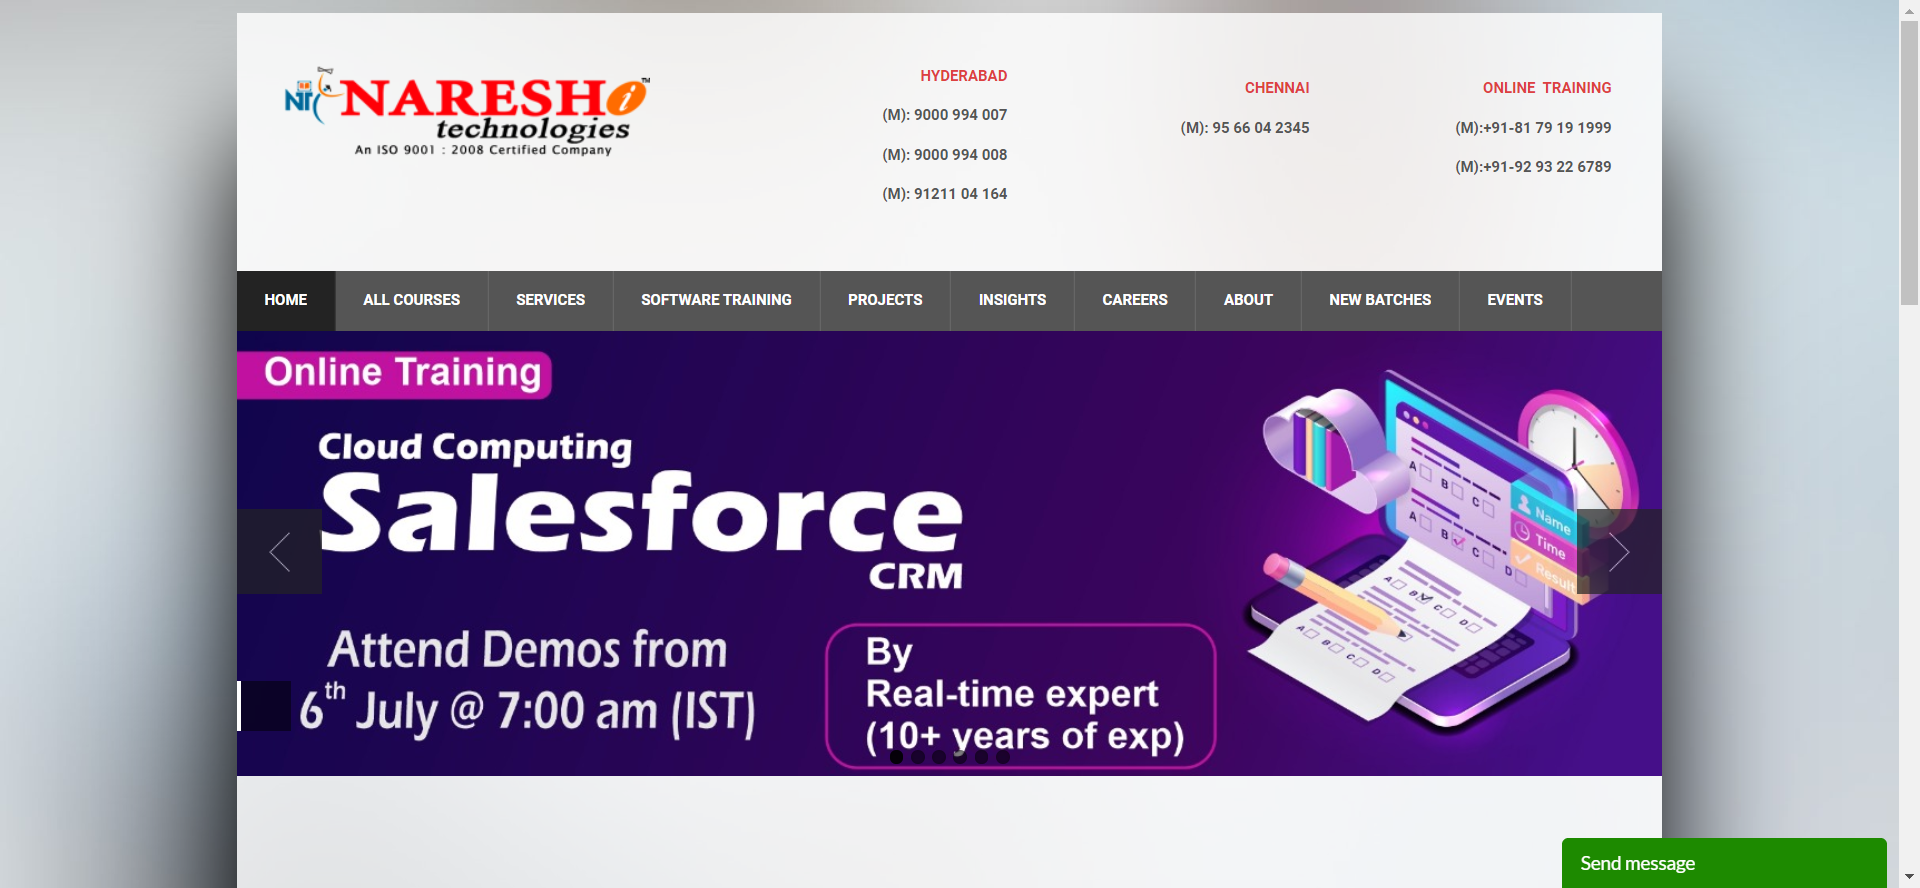 NT
NARESH i ™
technologies
An ISO 9001 : 2008 Certified Company
HYDERABAD
(M): 9000 994 007
(M): 9000 994 008
(M): 91211 04 164
CHENNAI
(M): 95 66 04 2345
ONLINE TRAINING
(M):+91-81 79 19 1999
(M):+91-92 93 22 6789
HOME
ALL COURSES
SERVICES
SOFTWARE TRAINING
PROJECTS
INSIGHTS
CAREERS
ABOUT
NEW BATCHES
EVENTS
Online Training
Cloud Computing
Salesforce
CRM
Attend Demos from
6th July @ 7:00 am (IST)
By
Real-time expert
(10+ years of exp)
A B C
A B C D
Name
Time
Result
A B C D
A B C D
Send message